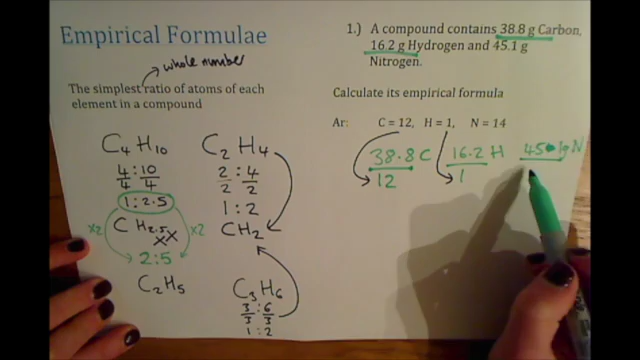 Empirical Formulae
whole number
The simplest ratio of atoms of each
element in a compound
C4H10
4/4 : 10/4
1 : 2.5
CH2.5
XX
x2
x2
2:5
C2H5
C2H4
2/2 : 4/2
1:2
CH2
C3H6
3/3 : 6/3
1:2
1.) A compound contains 38.8 g Carbon,
16.2 g Hydrogen and 45.1 g
Nitrogen.
Calculate its empirical formula
Ar: C = 12, H = 1, N = 14
38.8 C 16.2 H 45.1g N
12 1